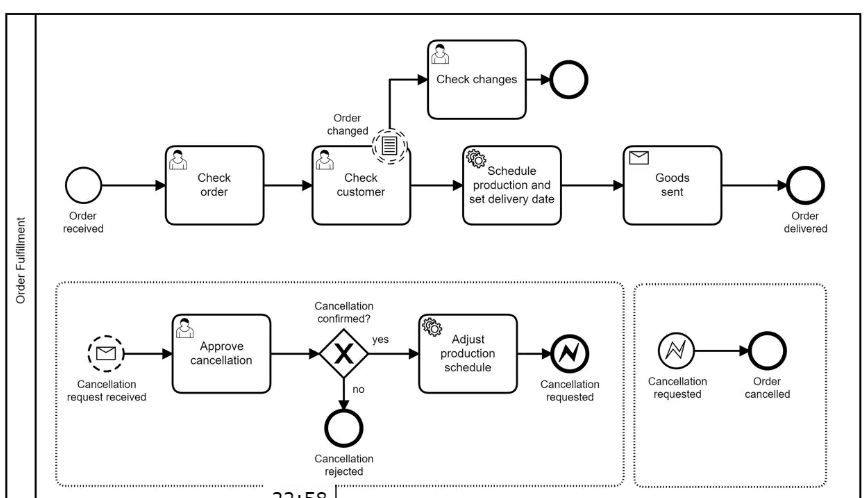 Check changes
Order
changed
Check
order
Check
customer
Schedule
production and
set delivery date
Goods
sent
Order
received
Order
delivered
Order Fulfillment
Cancellation
confirmed?
Approve
cancellation
yes
Adjust
production
schedule
Cancellation
request received
no
Cancellation
requested
Cancellation
requested
Order
cancelled
Cancellation
rejected